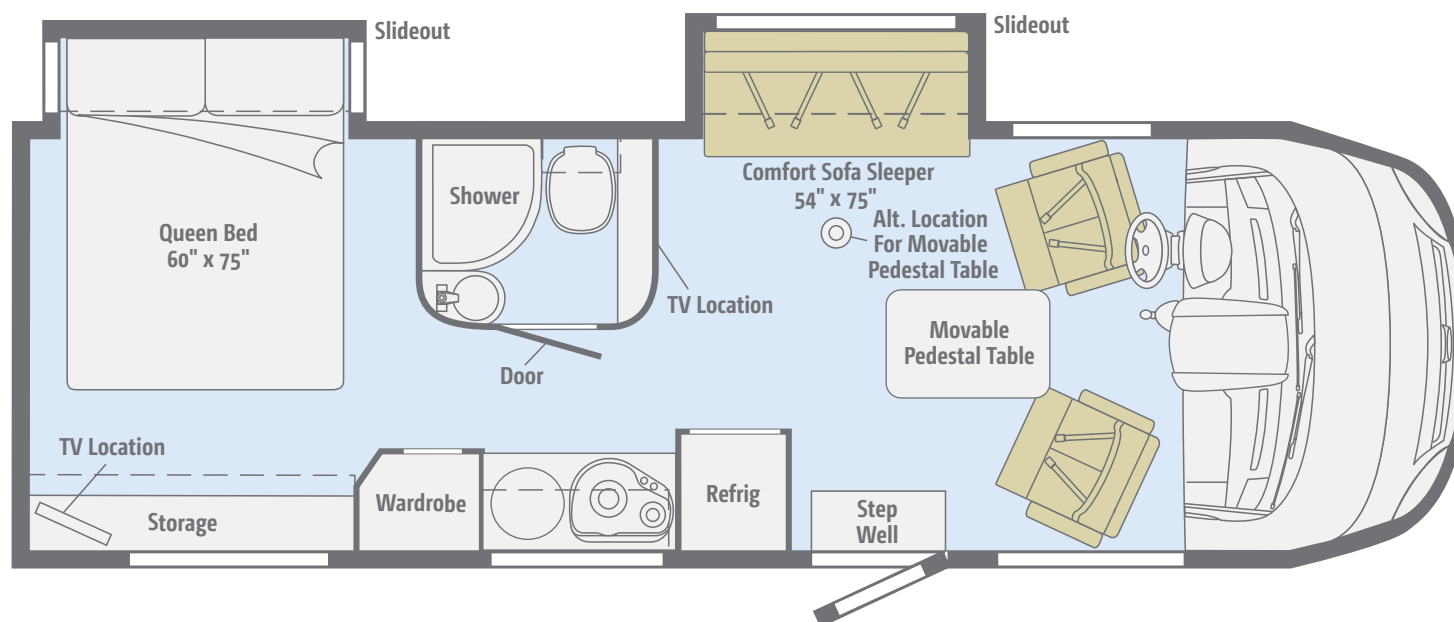 Slideout
Slideout
Comfort Sofa Sleeper
54" x 75"
Shower
Queen Bed
60" x 75"
Alt. Location
For Movable
Pedestal Table
TV Location
Movable
Pedestal Table
Door
TV Location
Wardrobe
Refrig
Storage
Step
Well